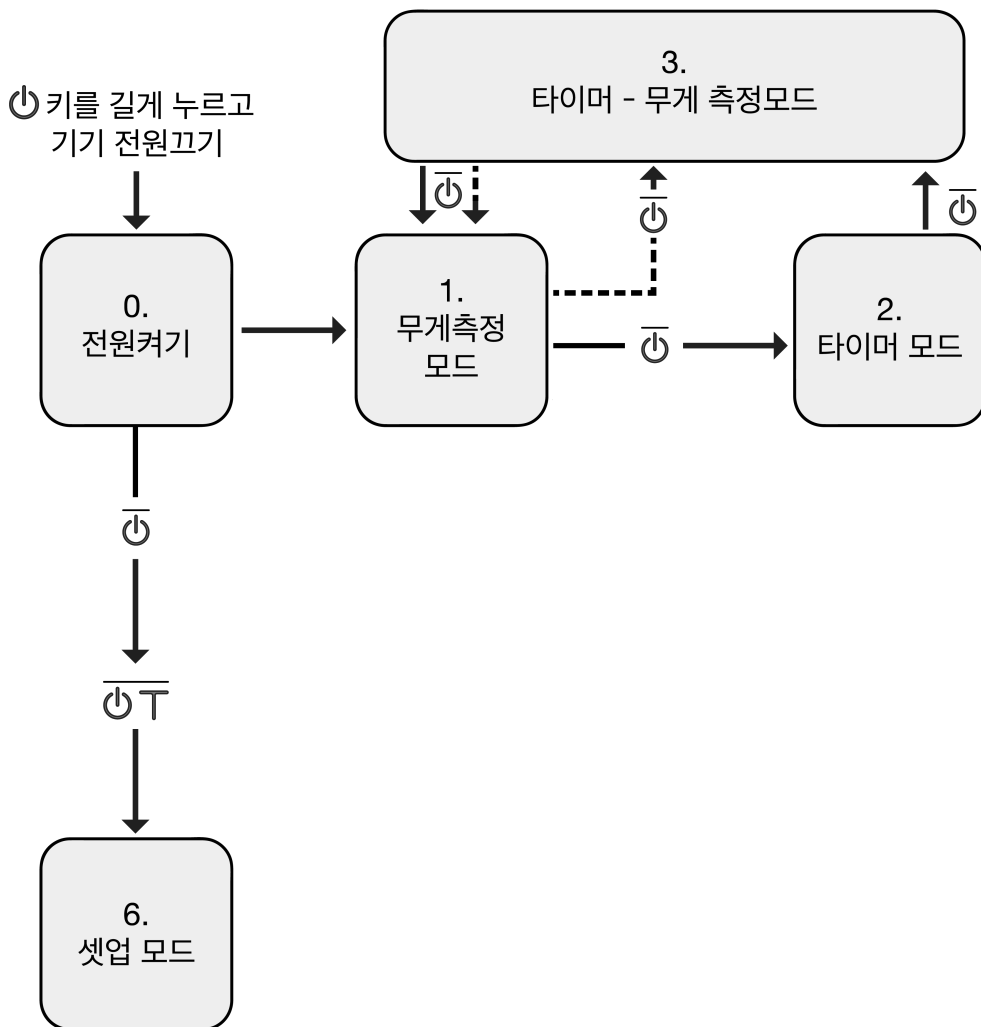 3.
타이머 - 무게 측정모드
⏻ 키를 길게 누르고
기기 전원끄기
0.
전원켜기
1.
무게측정
모드
2.
타이머 모드
T
6.
셋업 모드